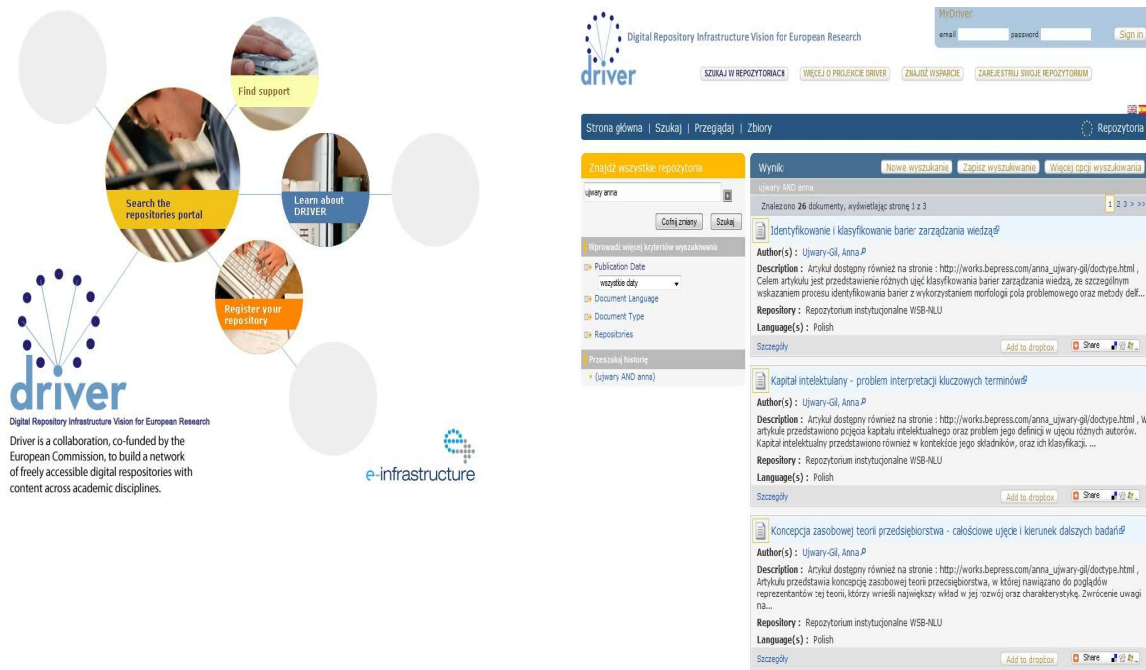 Find support
Search the
repositories portal
Learn about
DRIVER
Register your
repository
driver
Digital Repository Infrastructure Vision for European Research
Driver is a collaboration, co-funded by the
European Commission, to build a network
of freely accessible digital respositories with
content across academic disciplines.
e-infrastructure
driver
Digital Repository Infrastructure Vision for European Research
MyDriver
email password Sign in
SZUKAJ W REPOZYTORIACH WIĘCEJ O PROJEKCIE DRIVER ZNAJDŹ WSPARCIE ZAREJESTRUJ SWOJE REPOZYTORIUM
Strona główna | Szukaj | Przeglądaj | Zbiory Repozytoria
Znajdź wszystkie repozytoria
ujwary anna
Cofnij zmiany Szukaj
Wprowadź więcej kryteriów wyszukiwania
Publication Date
wszystkie daty
Document Language
Document Type
Repositories
Przeszukaj historię
(ujwary AND anna)
Wyniki Nowe wyszukanie Zapisz wyszukiwanie Więcej opcji wyszukiwania
ujwary AND anna
Znalezono 26 dokumenty, wyświetlając stronę 1 z 3 1 2 3 > >>
Identyfikowanie i klasyfikowanie barier zarządzania wiedzą
Author(s) : Ujwary-Gil, Anna
Description : Artykuł dostępny również na stronie : http://works.bepress.com/anna_ujwary-gil/doctype.html ,
Celem artykułu jest przedstawienie różnych ujęć klasyfikowania barier zarządzania wiedzą, ze szczególnym
wskazaniem procesu identyfikowania barier z wykorzystaniem morfologii pola problemowego oraz metody delf...
Repository : Repozytorium instytucjonalne WSB-NLU
Language(s) : Polish
Szczegóły Add to dropbox Share
Kapitał intelektulany - problem interpretacji kluczowych terminów
Author(s) : Ujwary-Gil, Anna
Description : Artykuł dostępny również na stronie : http://works.bepress.com/anna_ujwary-gil/doctype.html , W
artykule przedstawiono pojęcia kapitału intelektualnego oraz problem jego definicji w ujęciu różnych autorów.
Kapitał intelektualny przedstawiono również w kontekście jego składników, oraz ich klasyfikacji. ...
Repository : Repozytorium instytucjonalne WSB-NLU
Language(s) : Polish
Szczegóły Add to dropbox Share
Koncepcja zasobowej teorii przedsiębiorstwa - całościowe ujęcie i kierunek dalszych badań
Author(s) : Ujwary-Gil, Anna
Description : Artykuł dostępny również na stronie : http://works.bepress.com/anna_ujwary-gil/doctype.html ,
Artykułu przedstawia koncepcję zasobowej teorii przedsiębiorstwa, w której nawiązano do poglądów
reprezentantów tej teorii, którzy wnieśli największy wkład w jej rozwój oraz charakterystykę. Zwrócenie uwagi
na...
Repository : Repozytorium instytucjonalne WSB-NLU
Language(s) : Polish
Szczegóły Add to dropbox Share